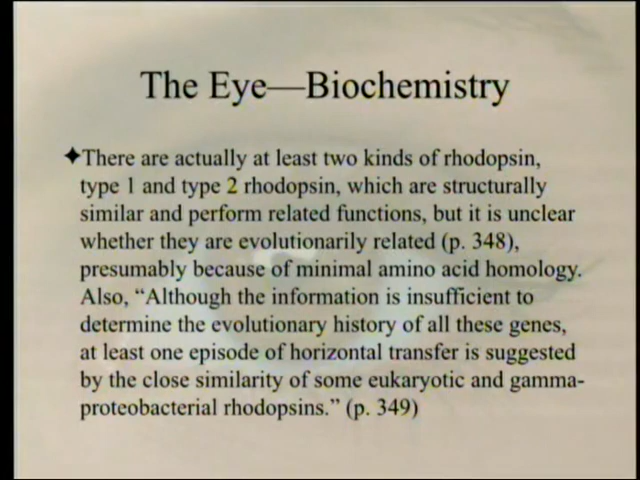 The Eye—Biochemistry
✦There are actually at least two kinds of rhodopsin,
type 1 and type 2 rhodopsin, which are structurally
similar and perform related functions, but it is unclear
whether they are evolutionarily related (p. 348),
presumably because of minimal amino acid homology.
Also, “Although the information is insufficient to
determine the evolutionary history of all these genes,
at least one episode of horizontal transfer is suggested
by the close similarity of some eukaryotic and gamma-
proteobacterial rhodopsins.” (p. 349)